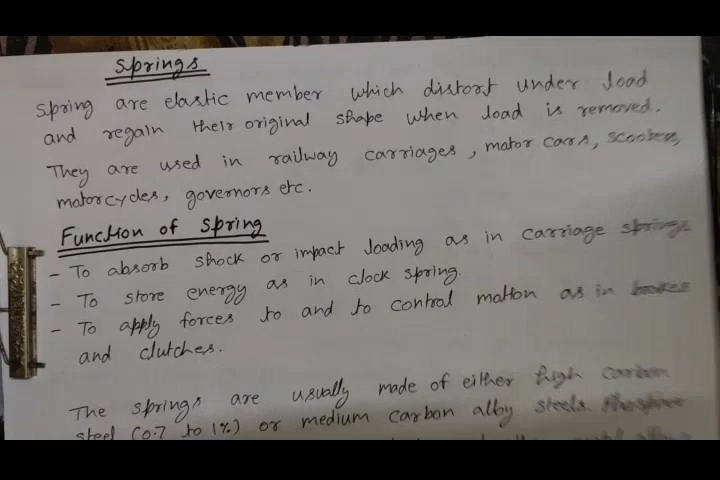 Springs
Spring are elastic member which distort under load
and regain their original shape when load is removed.
They are used in railway carriages, motor cars, scooters,
motorcycles, governors etc.
Function of Spring
- To absorb shock or impact loading as in carriage springs
- To store energy as in clock spring.
- To apply forces to and to control motion as in
and clutches.
The springs are usually made of either high carbon
steel (0.7 to 1%) or medium carbon alloy steels.